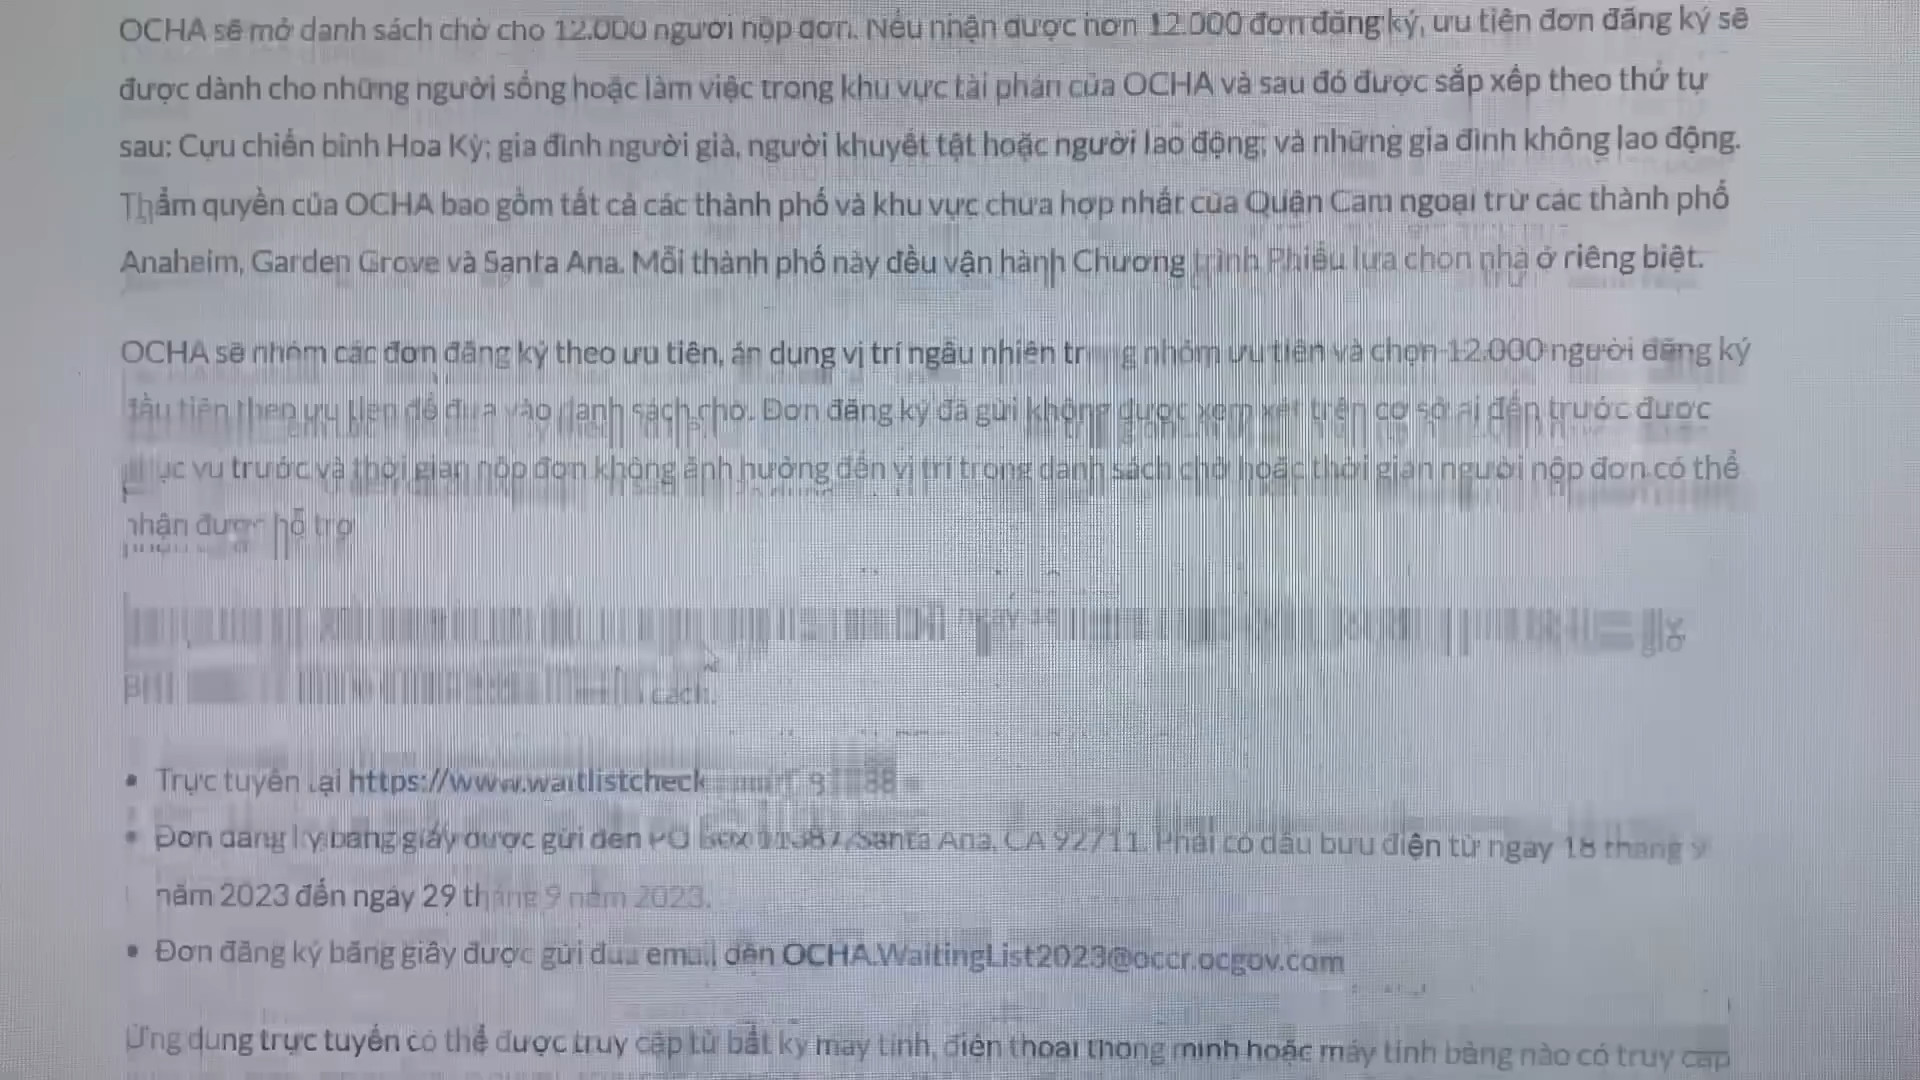 OCHA sẽ mở danh sách chờ cho 12.000 người nộp đơn. Nếu nhận được hơn 12.000 đơn đăng ký, ưu tiên đơn đăng ký sẽ
được dành cho những người sống hoặc làm việc trong khu vực tài phán của OCHA và sau đó được sắp xếp theo thứ tự
sau: Cựu chiến binh Hoa Kỳ; gia đình người già, người khuyết tật hoặc người lao động; và những gia đình không lao động.
Thẩm quyền của OCHA bao gồm tất cả các thành phố và khu vực chưa hợp nhất của Quận Cam ngoại trừ các thành phố
Anaheim, Garden Grove và Santa Ana. Mỗi thành phố này đều vận hành Chương trình Phiếu lựa chọn nhà ở riêng biệt.
OCHA sẽ nhóm các đơn đăng ký theo ưu tiên, áp dụng vị trí ngẫu nhiên nhóm ưu tiên và chọn 12.000 người đăng ký
đầu tiên theo ưu tiên để đưa vào danh sách chờ. Đơn đăng ký đã gửi không được xem xét trên cơ sở ai đến trước được
vụ trước và thời gian nộp đơn không ảnh hưởng đến vị trí trong danh sách chờ hoặc thời gian người nộp đơn có thể
nhận được hỗ trợ
ngày
giờ
cách.
• Trực tuyến tại https://www.waitlistcheck
• Đơn đăng ký bằng giấy được gửi đến PO Box 11387, Santa Ana, CA 92711. Phải có dấu bưu điện từ ngày 18 tháng 9
năm 2023 đến ngày 29 tháng 9 năm 2023.
• Đơn đăng ký bằng giấy được gửi qua email đến OCHA.WaitingList2023@occr.ocgov.com
Ứng dụng trực tuyến có thể được truy cập từ bất kỳ máy tính, điện thoại thông minh hoặc máy tính bảng nào có truy cập